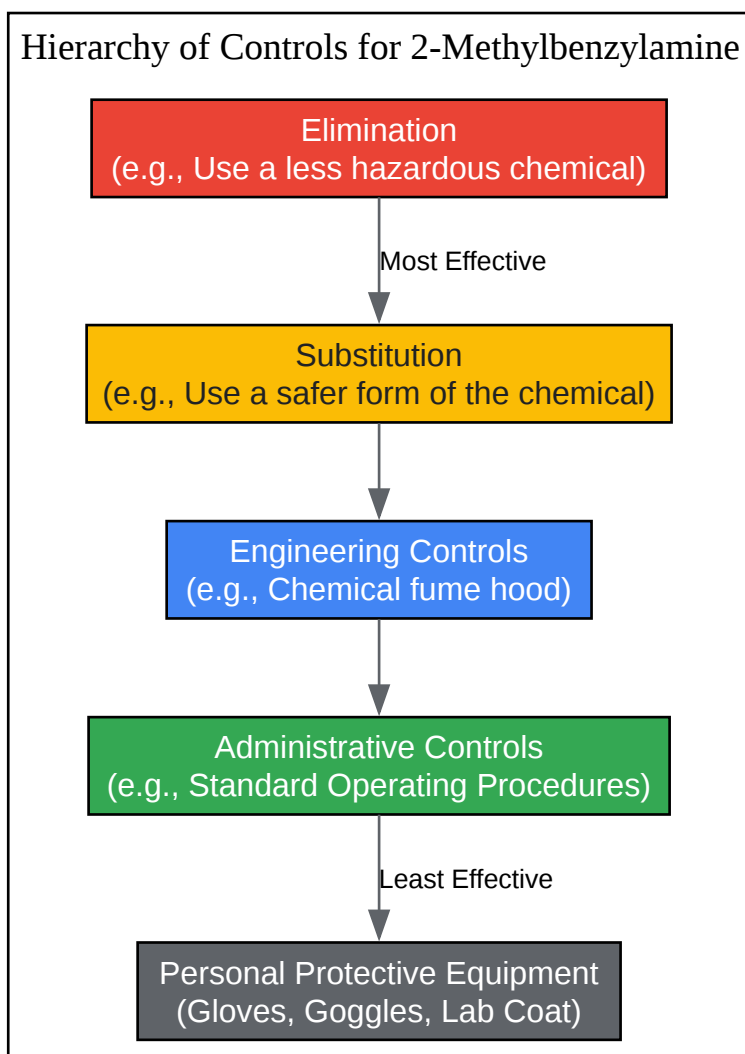 Hierarchy of Controls for 2-Methylbenzylamine
Elimination
(e.g., Use a less hazardous chemical)
Most Effective
Substitution
(e.g., Use a safer form of the chemical)
Engineering Controls
(e.g., Chemical fume hood)
Administrative Controls
(e.g., Standard Operating Procedures)
Least Effective
Personal Protective Equipment
(Gloves, Goggles, Lab Coat)